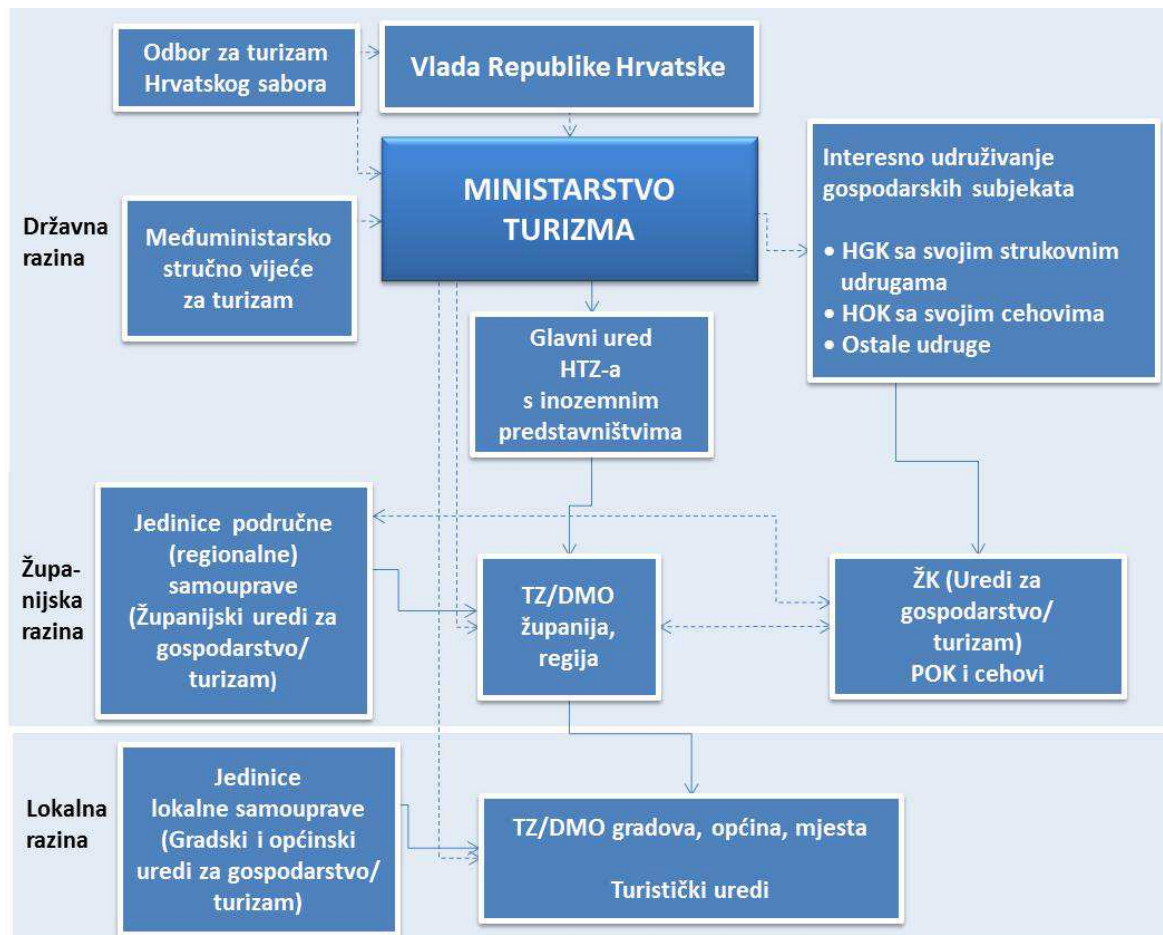 Odbor za turizam
Hrvatskog sabora
Vlada Republike Hrvatske
MINISTARSTVO
TURIZMA
Državna
razina
Međuministarsko
stručno vijeće
za turizam
Interesno udruživanje
gospodarskih subjekata
• HGK sa svojim strukovnim
udrugama
• HOK sa svojim cehovima
• Ostale udruge
Glavni ured
HTZ-a
s inozemnim
predstavništvima
Župa-
nijska
razina
Jedinice područne
(regionalne)
samouprave
(Županijski uredi za
gospodarstvo/
turizam)
TZ/DMO
županija,
regija
ŽK (Uredi za
gospodarstvo/
turizam)
POK i cehovi
Lokalna
razina
Jedinice
lokalne samouprave
(Gradski i općinski
uredi za gospodarstvo/
turizam)
TZ/DMO gradova, općina, mjesta
Turistički uredi